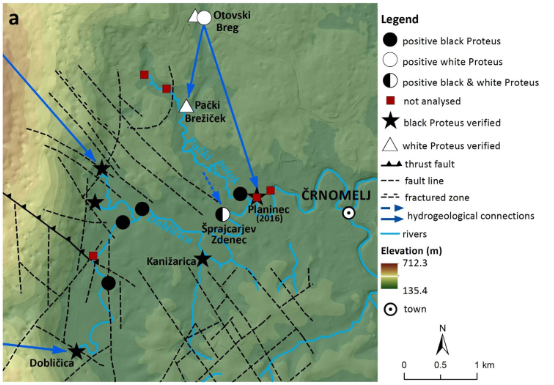 a
Otovski
Breg
Pački
Brežiček
ČRNOMELJ
Planinec
(2016)
Šprajcarjev
Zdenec
Kanižarica
Dobličica
Legend
positive black Proteus
positive white Proteus
positive black & white Proteus
not analysed
black Proteus verified
white Proteus verified
thrust fault
fault line
fractured zone
hydrogeological connections
rivers
Elevation (m)
712.3
135.4
town
N
0 1 km